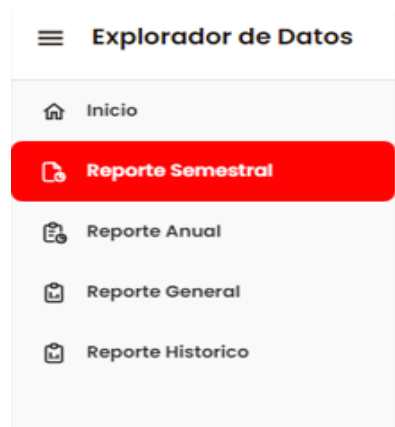 Explorador de Datos
Inicio
Reporte Semestral
Reporte Anual
Reporte General
Reporte Historico